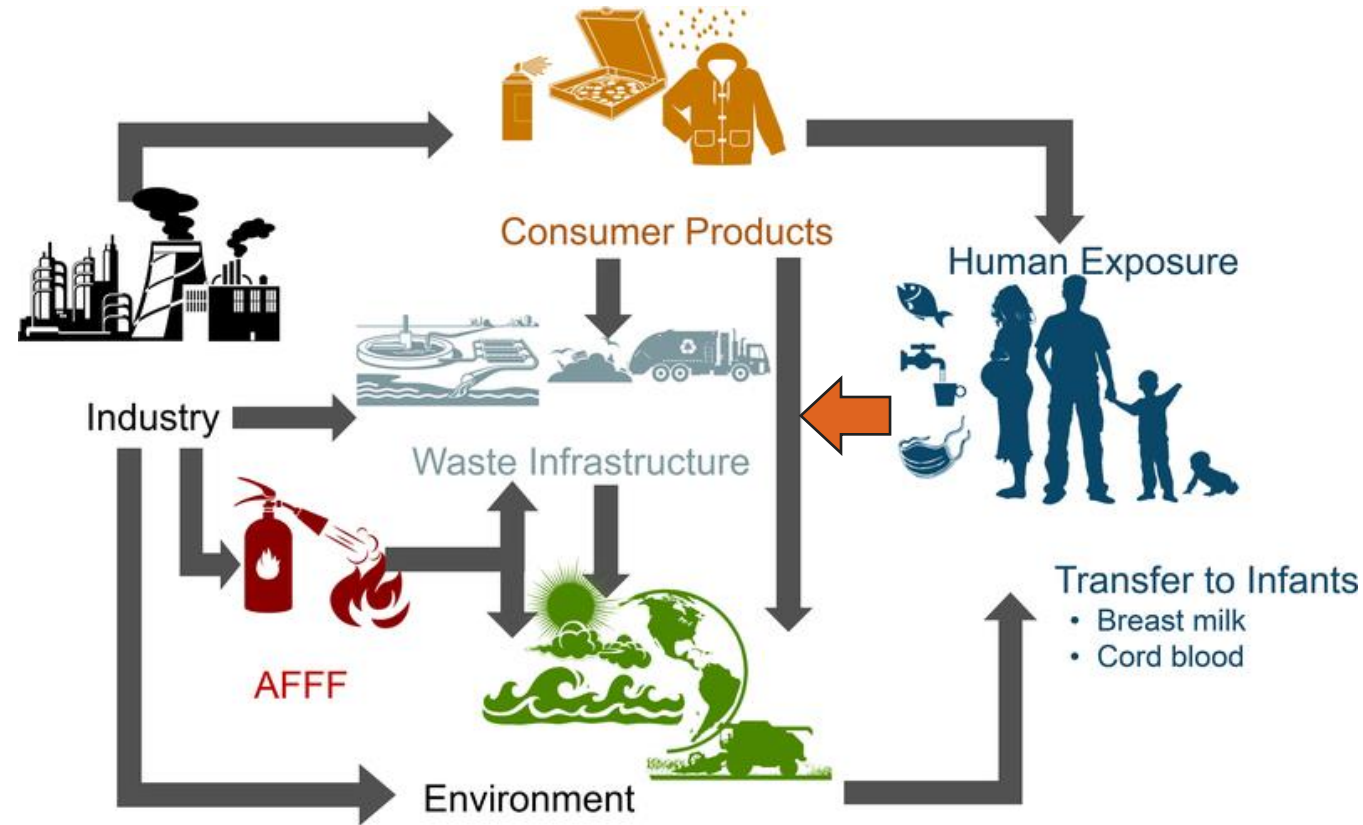 Consumer Products
Human Exposure
Industry
Waste Infrastructure
Transfer to Infants
• Breast milk
• Cord blood
AFFF
Environment